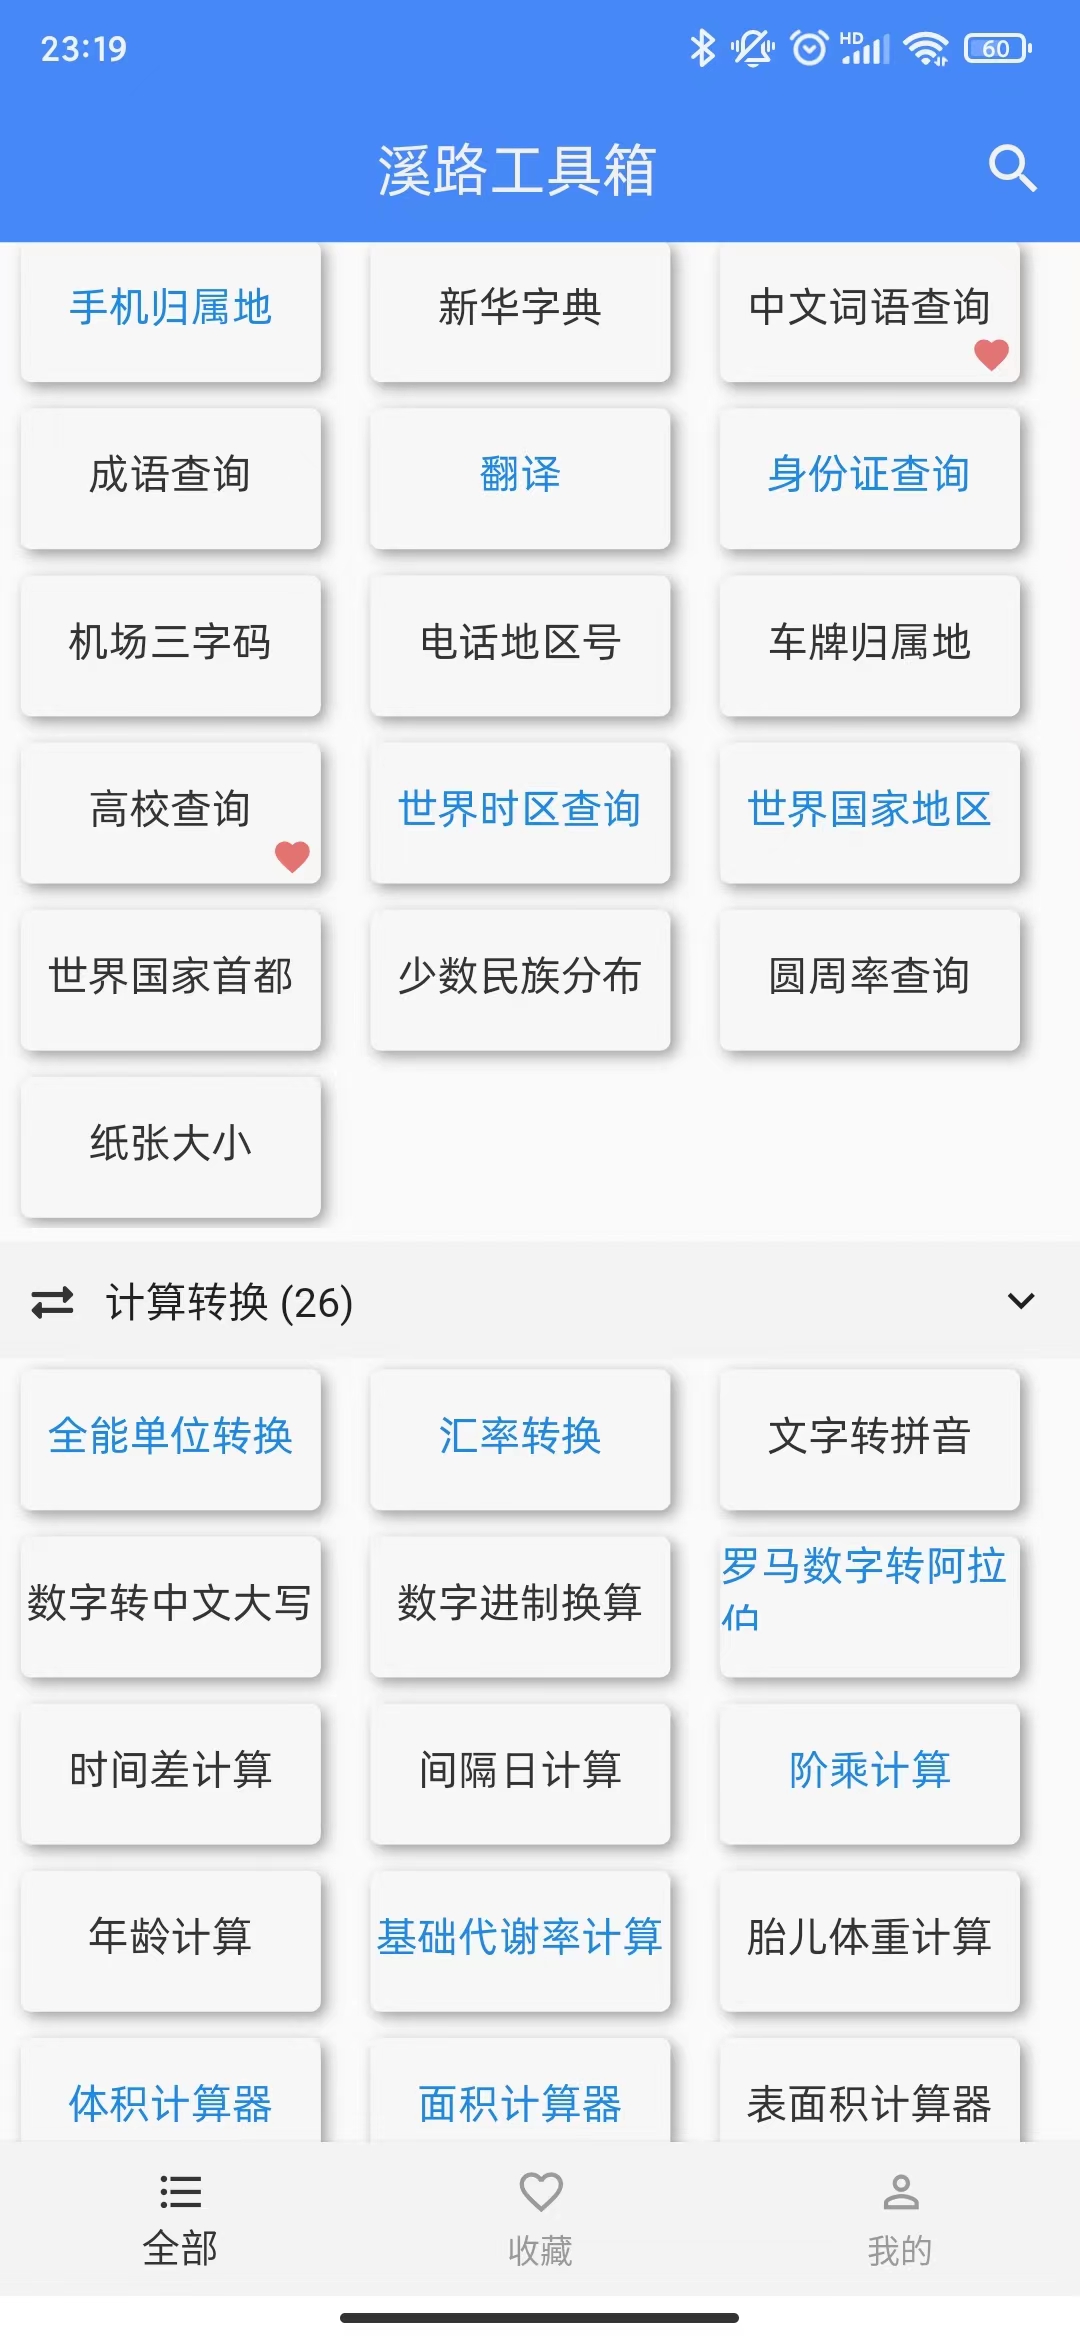 23:19
HD
60
溪路工具箱
手机归属地
新华字典
中文词语查询
成语查询
翻译
身份证查询
机场三字码
电话地区号
车牌归属地
高校查询
世界时区查询
世界国家地区
世界国家首都
少数民族分布
圆周率查询
纸张大小
计算转换 (26)
全能单位转换
汇率转换
文字转拼音
数字转中文大写
数字进制换算
罗马数字转阿拉
伯
时间差计算
间隔日计算
阶乘计算
年龄计算
基础代谢率计算
胎儿体重计算
体积计算器
面积计算器
表面积计算器
全部
收藏
我的